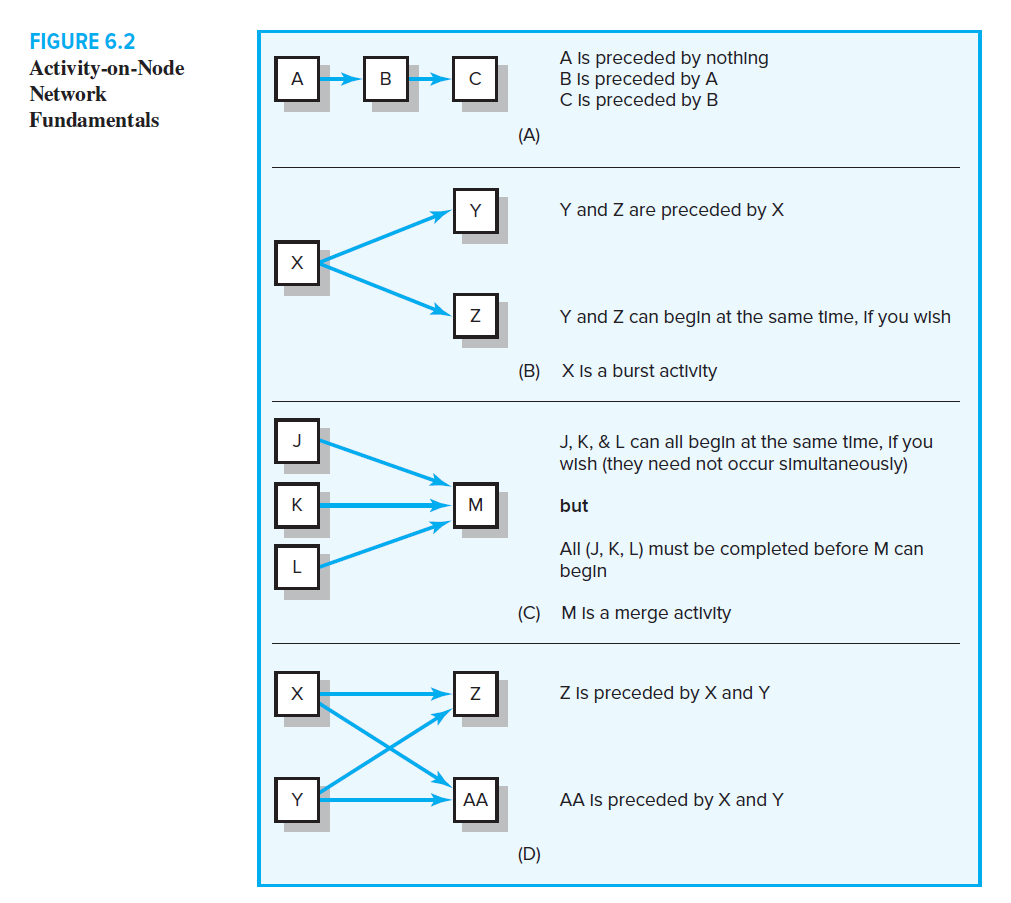 FIGURE 6.2
Activity-on-Node
Network
Fundamentals
A
B
C
A is preceded by nothing
B is preceded by A
C is preceded by B
(A)
Y
Y and Z are preceded by X
X
Z
Y and Z can begin at the same time, if you wish
(B) X is a burst activity
J
J, K, & L can all begin at the same time, if you
wish (they need not occur simultaneously)
K
M
but
All (J, K, L) must be completed before M can
begin
L
(C) M is a merge activity
X
Z
Z is preceded by X and Y
Y
AA
AA is preceded by X and Y
(D)